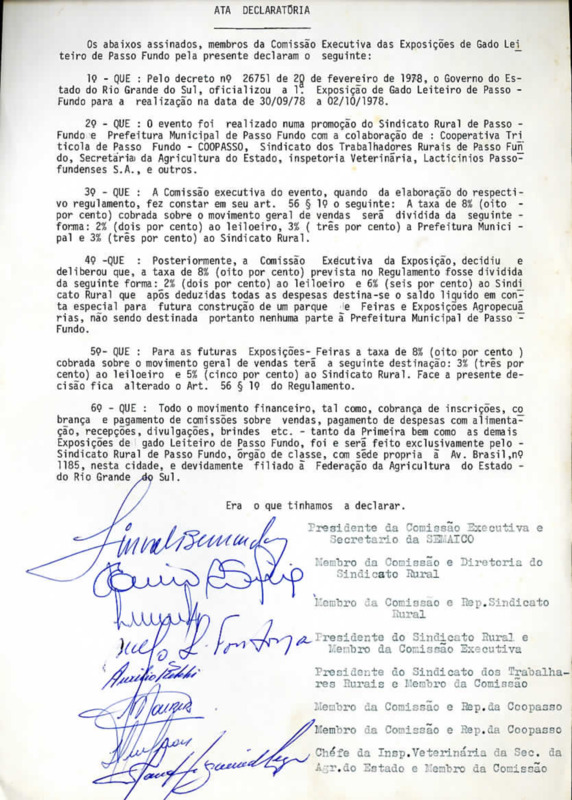 ATA DECLARATÓRIA
Os abaixos assinados, membros da Comissão Executiva das Exposições de Gado Lei
teiro de Passo Fundo pela presente declaram o seguinte:
1º - QUE : Pelo decreto nº 26751 de 20 de fevereiro de 1978, o Governo do Es-
tado do Rio Grande do Sul, oficializou a 1ª Exposição de Gado Leiteiro de Passo -
Fundo para a realização na data de 30/09/78 a 02/10/1978.
2º - QUE : O evento foi realizado numa promoção do Sindicato Rural de Passo -
Fundo e Prefeitura Municipal de Passo Fundo com a colaboração de : Cooperativa Tri
tícola de Passo Fundo - COOPASSO, Sindicato dos Trabalhadores Rurais de Passo Fun
do, Secretária da Agricultura do Estado, inspetoria Veterinária, Lacticínios Passo-
fundenses S.A., e outros.
3º - QUE : A Comissão executiva do evento, quando da elaboração do respecti-
vo regulamento, fez constar em seu art. 56 § 1º o seguinte: A taxa de 8% (oito -
por cento) cobrada sobre o movimento geral de vendas será dividida da seguinte -
forma: 2% (dois por cento) ao leiloeiro, 3% ( três por cento) a Prefeitura Munici -
pal e 3% (três por cento) ao Sindicato Rural.
4º -QUE : Posteriormente, a Comissão Executiva da Exposição, decidiu e
deliberou que, a taxa de 8% (oito por cento) prevista no Regulamento fosse dividida
da seguinte forma: 2% (dois por cento) ao leiloeiro e 6% (seis por cento) ao Sindi
cato Rural que após deduzidas todas as despesas destina-se o saldo líquido em con
ta especial para futura construção de um parque e Feiras e Exposições Agropecuá
rias, não sendo destinada portanto nenhuma parte à Prefeitura Municipal de Passo -
Fundo.
5º- QUE : Para as futuras Exposições- Feiras a taxa de 8% (oito por cento )
cobrada sobre o movimento geral de vendas terá a seguinte destinação: 3% (três por
cento) ao leiloeiro e 5% (cinco por cento) ao Sindicato Rural. Face a presente de-
cisão fica alterado o Art. 56 § 1º do Regulamento.
6º - QUE : Todo o movimento financeiro, tal como, cobrança de inscrições, co
brança e pagamento de comissões sobre vendas, pagamento de despesas com alimenta-
ção, recepções, divulgações, brindes etc. - tanto da Primeira bem como as demais
Exposições de gado Leiteiro de Passo Fundo, foi e será feito exclusivamente pelo -
Sindicato Rural de Passo Fundo, órgão de classe, com sede propria à Av. Brasil,nº
1185, nesta cidade, e devidamente filiado à Federação da Agricultura do Estado -
do Rio Grande do Sul.
Era o que tinhamos a declarar.
Presidente da Comissão Executiva e
Secretario da SEMAICO
Membro da Comissão e Diretoria do
Sindicato Rural
Membro da Comissão e Rep.Sindicato
Rural
Presidente do Sindicato Rural e
Membro da Comissão Executiva
Presidente do Sindicato dos Trabalha-
res Rurais e Membro da Comissão
Membro da Comissão e Rep.da Coopasso
Membro da Comissão e Rep.da Coopasso
Chéfe da Insp.Veterinária da Sec. da
Agr.do Estado e Membro da Comissão